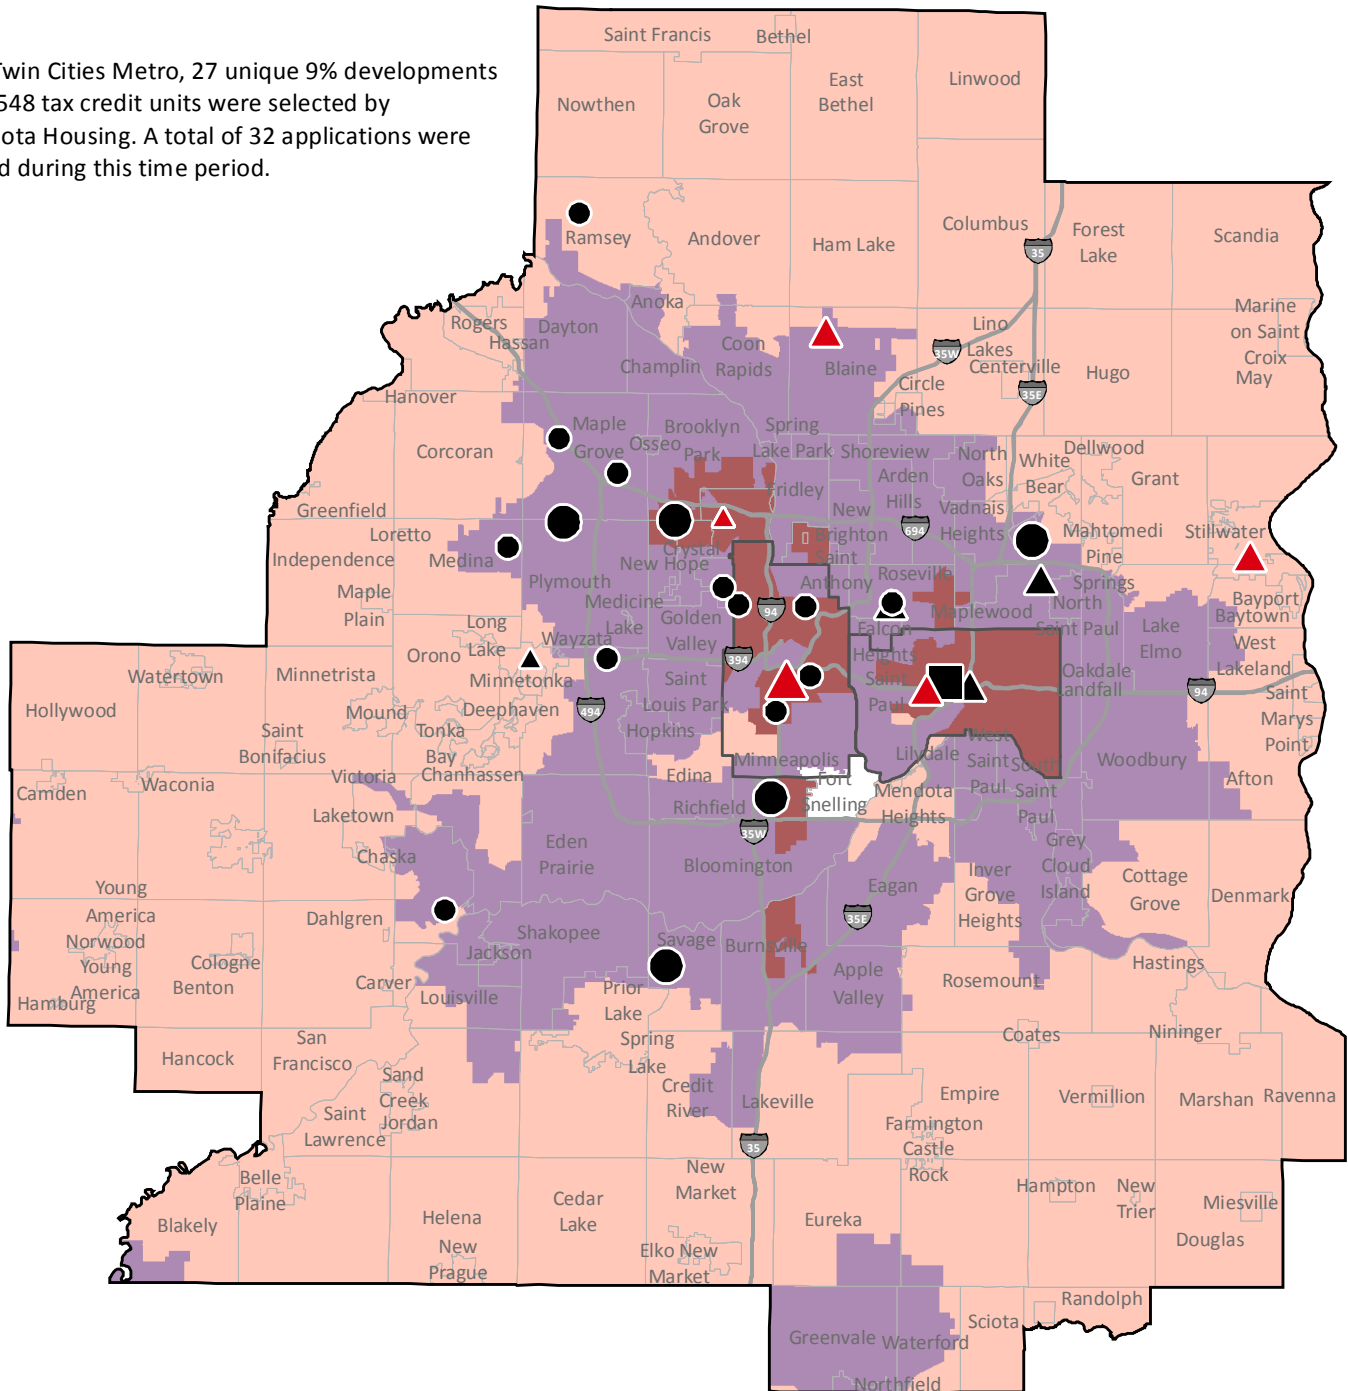 Twin Cities Metro, 27 unique 9% developments
548 tax credit units were selected by
ota Housing. A total of 32 applications were
d during this time period.
Saint Francis
Bethel
Nowthen
Oak
Grove
East
Bethel
Linwood
Ramsey
Andover
Ham Lake
Columbus
Forest
Lake
Scandia
35
Anoka
Rogers
Hassan
Dayton
Champlin
Coon
Rapids
Blaine
Lino
Lakes
35W
Centerville
Circle
Pines
35E
Hugo
Marine
on Saint
Croix
May
Hanover
Corcoran
Maple
Grove
Osseo
Brooklyn
Park
Spring
Lake Park
Shoreview
Arden
Hills
North
Oaks
White
Bear
Dellwood
Grant
Fridley
New
Brighton
694
Vadnais
Heights
Mahtomedi
Stillwater
Greenfield
Loretto
Independence
Medina
Maple
Plain
Plymouth
Crystal
New Hope
Medicine
Lake
Golden
Valley
Saint
Anthony
Roseville
Falcon
Heights
Maplewood
Pine
Springs
North
Saint Paul
Bayport
Baytown
West
Lakeland
Lake
Elmo
94
Long
Lake
Orono
Wayzata
Minnetonka
Deephaven
394
Saint
Louis Park
Hopkins
Saint
Paul
Oakdale
Landfall
94
Saint
Marys
Point
Watertown
Minnetrista
Hollywood
Mound
Saint
Bonifacius
Tonka
Bay
494
Minneapolis
Lilydale
West
Saint
Paul
South
Saint
Paul
Woodbury
Afton
Camden
Waconia
Victoria
Chanhassen
Laketown
Edina
Richfield
Fort
Snelling
Mendota
Heights
35W
Chaska
Eden
Prairie
Bloomington
Eagan
Inver
Grove
Heights
Grey
Cloud
Island
Cottage
Grove
Denmark
Young
America
Norwood
Young
America
Cologne
Benton
Dahlgren
Shakopee
Jackson
Savage
Burnsville
35E
Apple
Valley
Rosemount
Hastings
Hamburg
Carver
Louisville
Prior
Lake
Spring
Lake
Coates
Nininger
Hancock
San
Francisco
Sand
Creek
Jordan
Saint
Lawrence
Credit
River
Lakeville
Empire
Farmington
Castle
Rock
Vermillion
Marshan
Ravenna
35
Belle
Plaine
Blakely
Helena
New
Prague
Cedar
Lake
New
Market
Elko New
Market
Eureka
Hampton
New
Trier
Miesville
Douglas
Greenvale
Waterford
Northfield
Sciota
Randolph